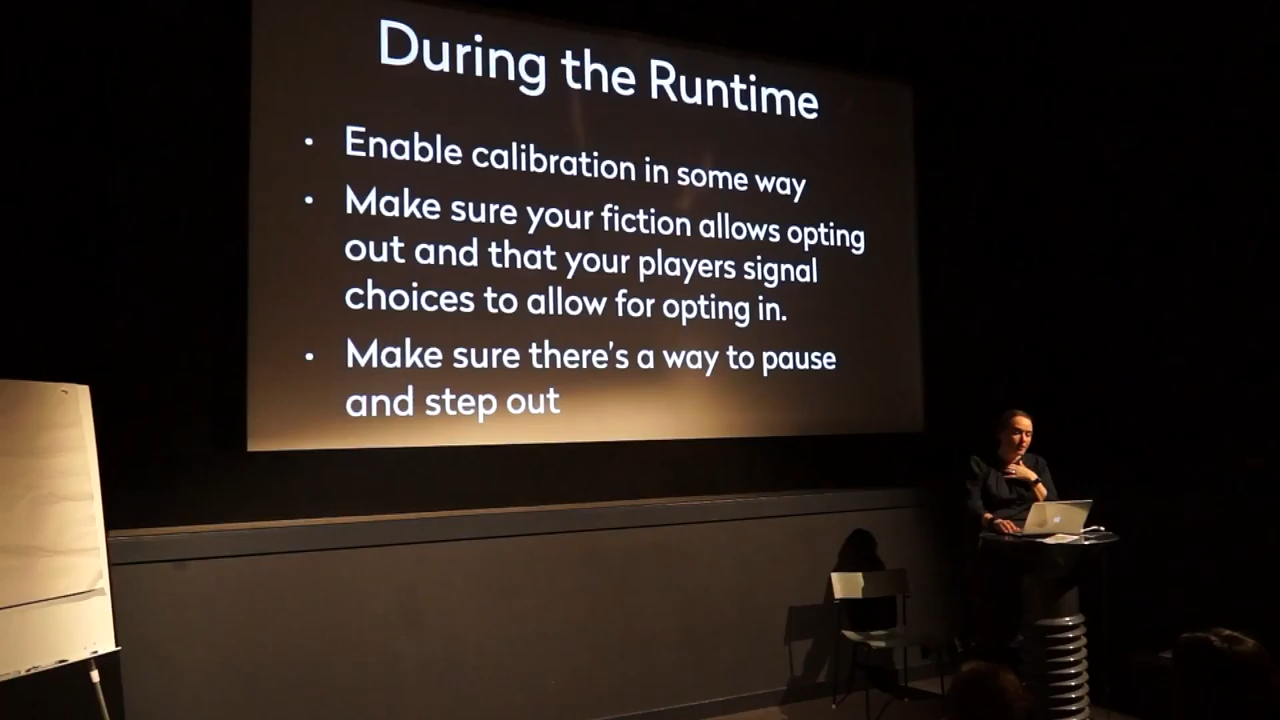 During the Runtime
• Enable calibration in some way
• Make sure your fiction allows opting
out and that your players signal
choices to allow for opting in.
• Make sure there's a way to pause
and step out